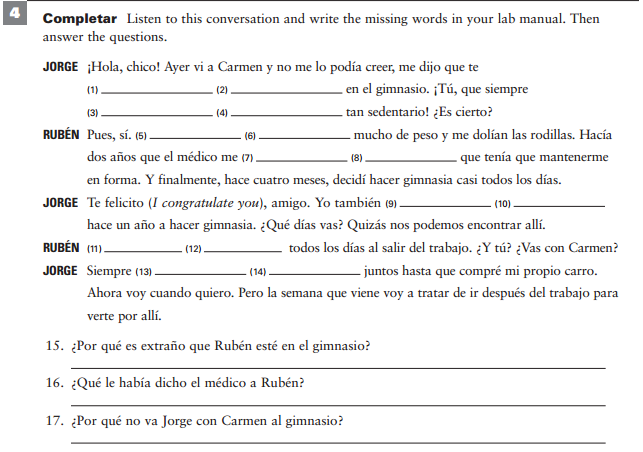 4 Completar Listen to this conversation and write the missing words in your lab manual. Then
answer the questions.
JORGE ¡Hola, chico! Ayer vi a Carmen y no me lo podía creer, me dijo que te
(1) ____________ (2) ____________ en el gimnasio. ¡Tú, que siempre
(3) ____________ (4) ____________ tan sedentario! ¿Es cierto?
RUBÉN Pues, sí. (5) ____________ (6) ____________ mucho de peso y me dolían las rodillas. Hacía
dos años que el médico me (7) ____________ (8) ____________ que tenía que mantenerme
en forma. Y finalmente, hace cuatro meses, decidí hacer gimnasia casi todos los días.
JORGE Te felicito (I congratulate you), amigo. Yo también (9) ____________ (10) ____________
hace un año a hacer gimnasia. ¿Qué días vas? Quizás nos podemos encontrar allí.
RUBÉN (11) ____________ (12) ____________ todos los días al salir del trabajo. ¿Y tú? ¿Vas con Carmen?
JORGE Siempre (13) ____________ (14) ____________ juntos hasta que compré mi propio carro.
Ahora voy cuando quiero. Pero la semana que viene voy a tratar de ir después del trabajo para
verte por allí.
15. ¿Por qué es extraño que Rubén esté en el gimnasio?
16. ¿Qué le había dicho el médico a Rubén?
17. ¿Por qué no va Jorge con Carmen al gimnasio?